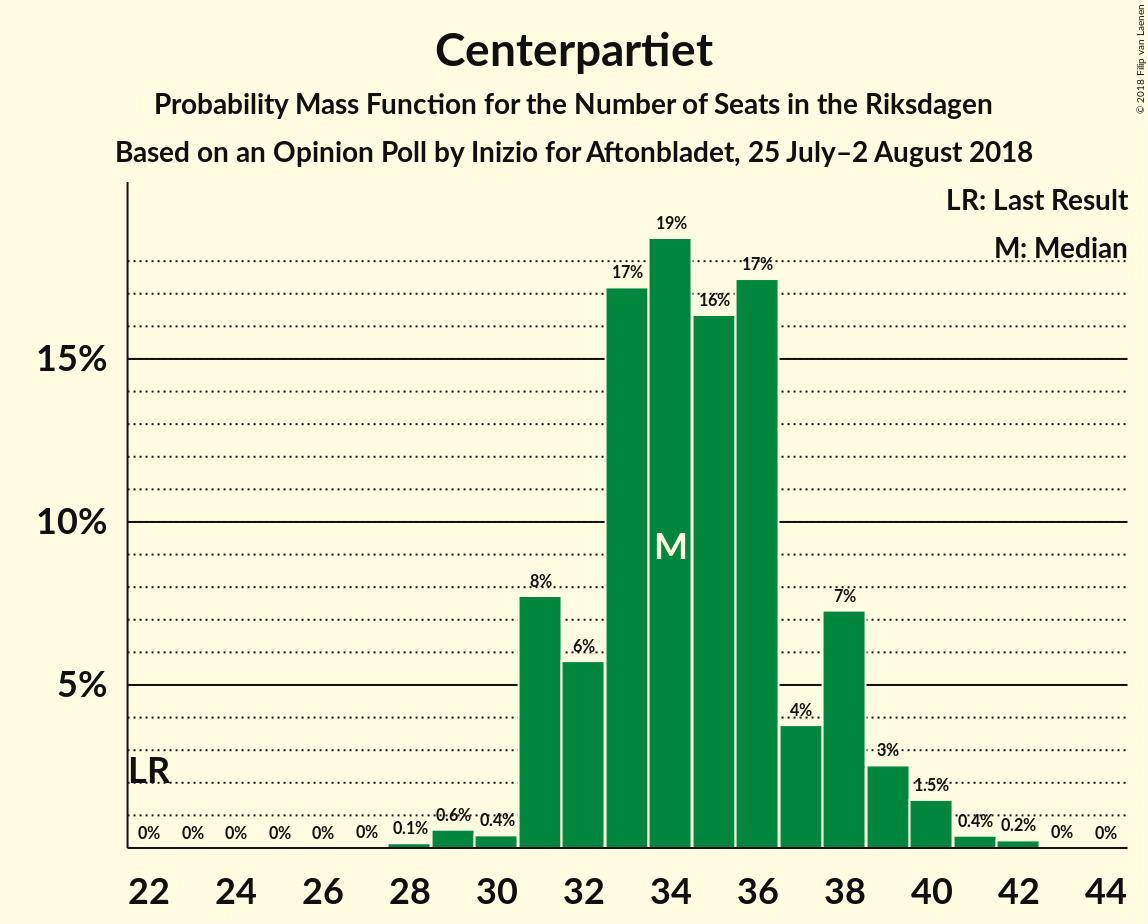 Centerpartiet
Probability Mass Function for the Number of Seats in the Riksdagen
Based on an Opinion Poll by Inizio for Aftonbladet, 25 July–2 August 2018
© 2018 Filip van Laenen
LR: Last Result
M: Median
15%
10%
5%
LR
M
0%
0%
0%
0%
0%
0%
0.1%
0.6%
0.4%
8%
6%
17%
19%
16%
17%
4%
7%
3%
1.5%
0.4%
0.2%
0%
0%
22 24 26 28 30 32 34 36 38 40 42 44